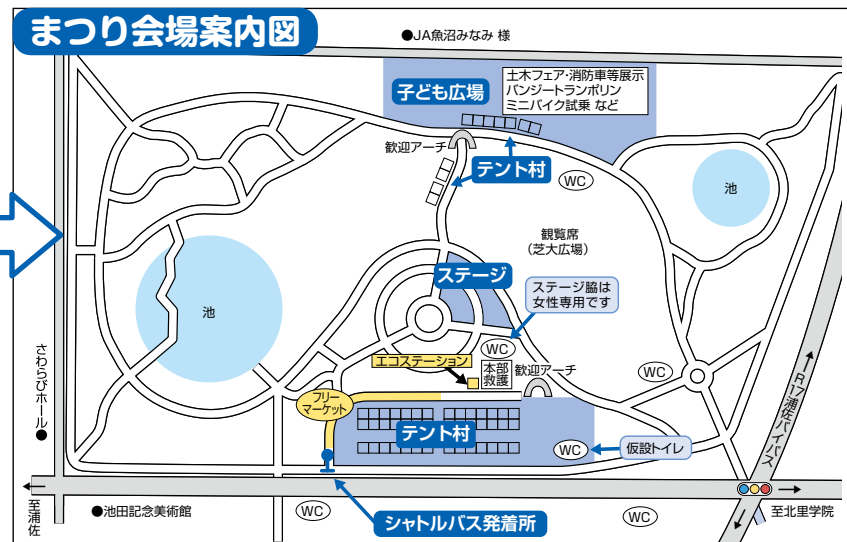 まつり会場案内図
●JA魚沼みなみ 様
子ども広場
土木フェア・消防車等展示
バンジートランポリン
ミニバイク試乗 など
歓迎アーチ
テント村
WC
池
観覧席
(芝大広場)
ステージ
ステージ脇は
女性専用です
池
WC
エコステーション
本部
救護
歓迎アーチ
WC
フリー
マーケット
テント村
WC
仮設トイレ
さわらびホール●
R17浦佐バイパス
至浦佐
●池田記念美術館
WC
シャトルバス発着所
WC
至北里学院